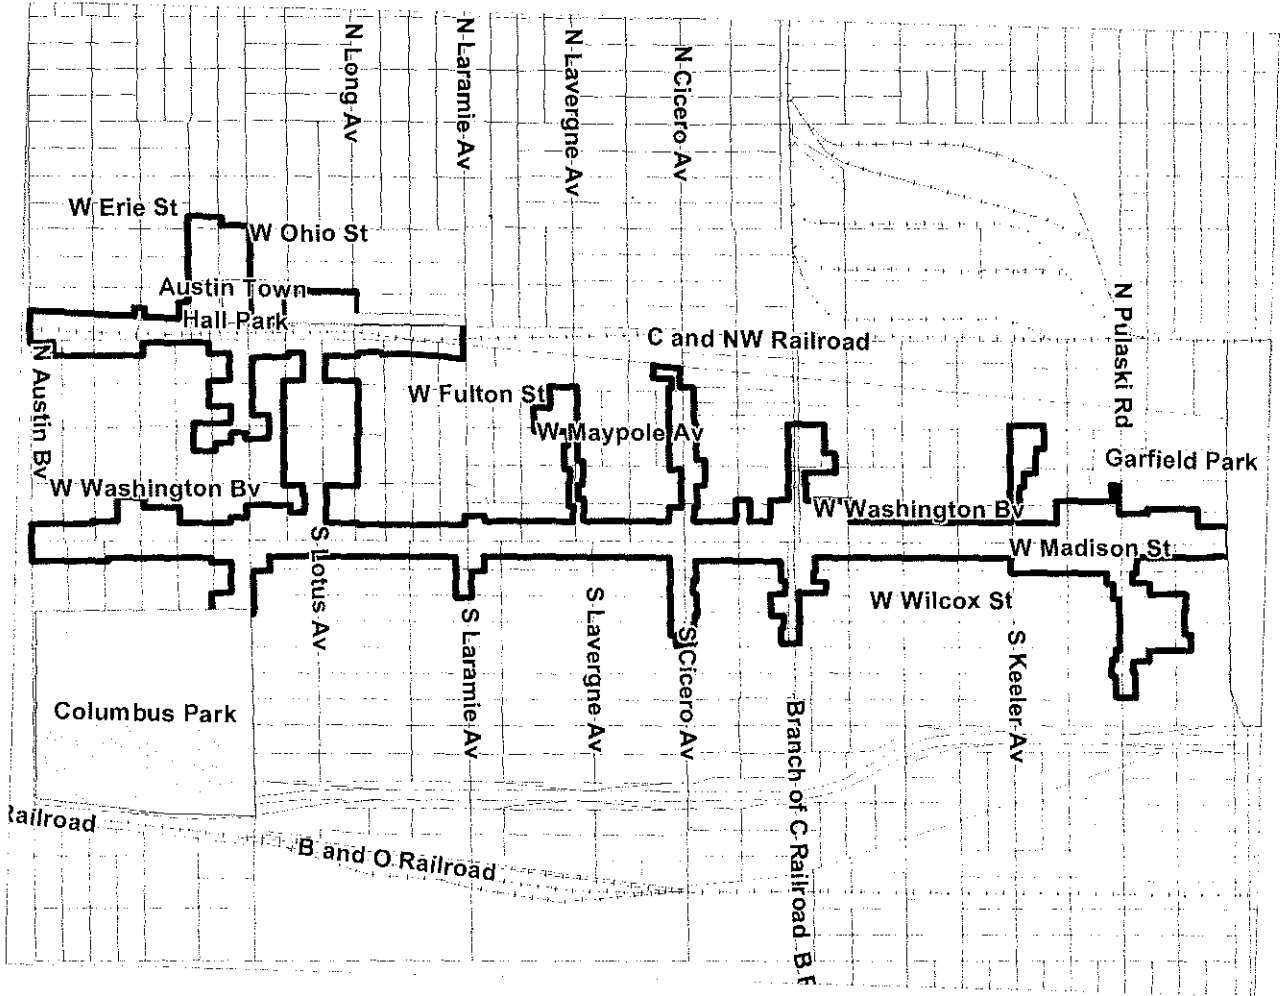 N Long Av
N Laramie Av
N Lavergne Av
N Cicero Av
W Erie St
W Ohio St
Austin Town
Hall Park
N Pulaski Rd
C and NW Railroad
N Austin Bv
W Fulton St
W Maypole Av
Garfield Park
W Washington Bv
W Washington Bv
S Lotus Av
W Madison St
S Laramie Av
S Lavergne Av
S Cicero Av
W Wilcox St
S Keeler Av
Columbus Park
Branch of C Railroad B
Railroad
B and O Railroad